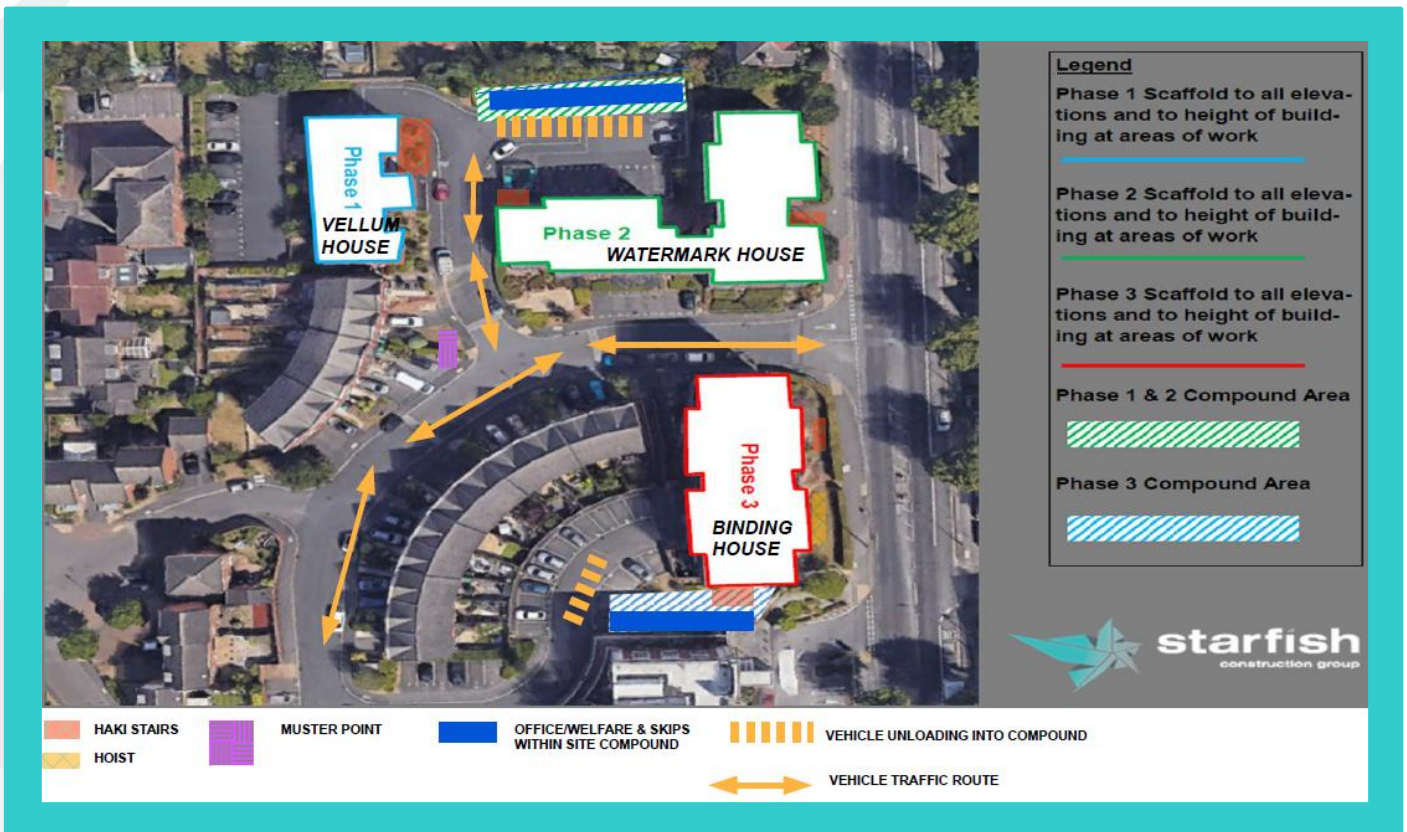 Legend
Phase 1 Scaffold to all eleva-
tions and to height of build-
ing at areas of work
Phase 2 Scaffold to all eleva-
tions and to height of build-
ing at areas of work
Phase 3 Scaffold to all eleva-
tions and to height of build-
ing at areas of work
Phase 1 & 2 Compound Area
Phase 3 Compound Area
Phase 1
VELLUM
HOUSE
Phase 2
WATERMARK HOUSE
Phase 3
BINDING
HOUSE
starfish
construction group
HAKI STAIRS
HOIST
MUSTER POINT
OFFICE/WELFARE & SKIPS
WITHIN SITE COMPOUND
VEHICLE UNLOADING INTO COMPOUND
VEHICLE TRAFFIC ROUTE